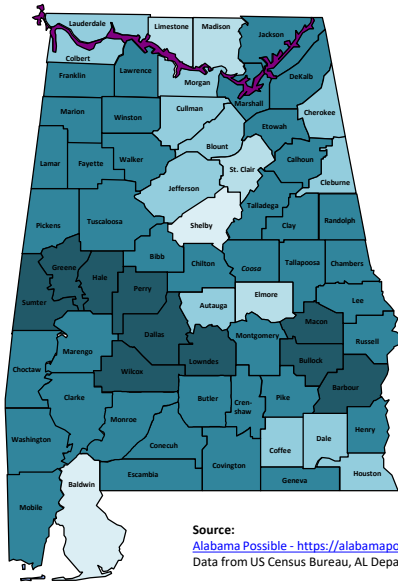 Lauderdale
Limestone
Madison
Jackson
Colbert
Franklin
Lawrence
Morgan
Marshall
DeKalb
Marion
Winston
Cullman
Etowah
Cherokee
Blount
Lamar
Fayette
Walker
St. Clair
Calhoun
Cleburne
Jefferson
Shelby
Talladega
Clay
Randolph
Pickens
Tuscaloosa
Bibb
Chilton
Coosa
Tallapoosa
Chambers
Greene
Hale
Perry
Sumter
Autauga
Elmore
Lee
Macon
Dallas
Montgomery
Russell
Marengo
Lowndes
Bullock
Choctaw
Wilcox
Barbour
Clarke
Butler
Cren-
shaw
Pike
Monroe
Henry
Washington
Conecuh
Coffee
Dale
Covington
Escambia
Geneva
Houston
Mobile
Baldwin
Source:
Alabama Possible - https://alabamapo
Data from US Census Bureau, AL Depa